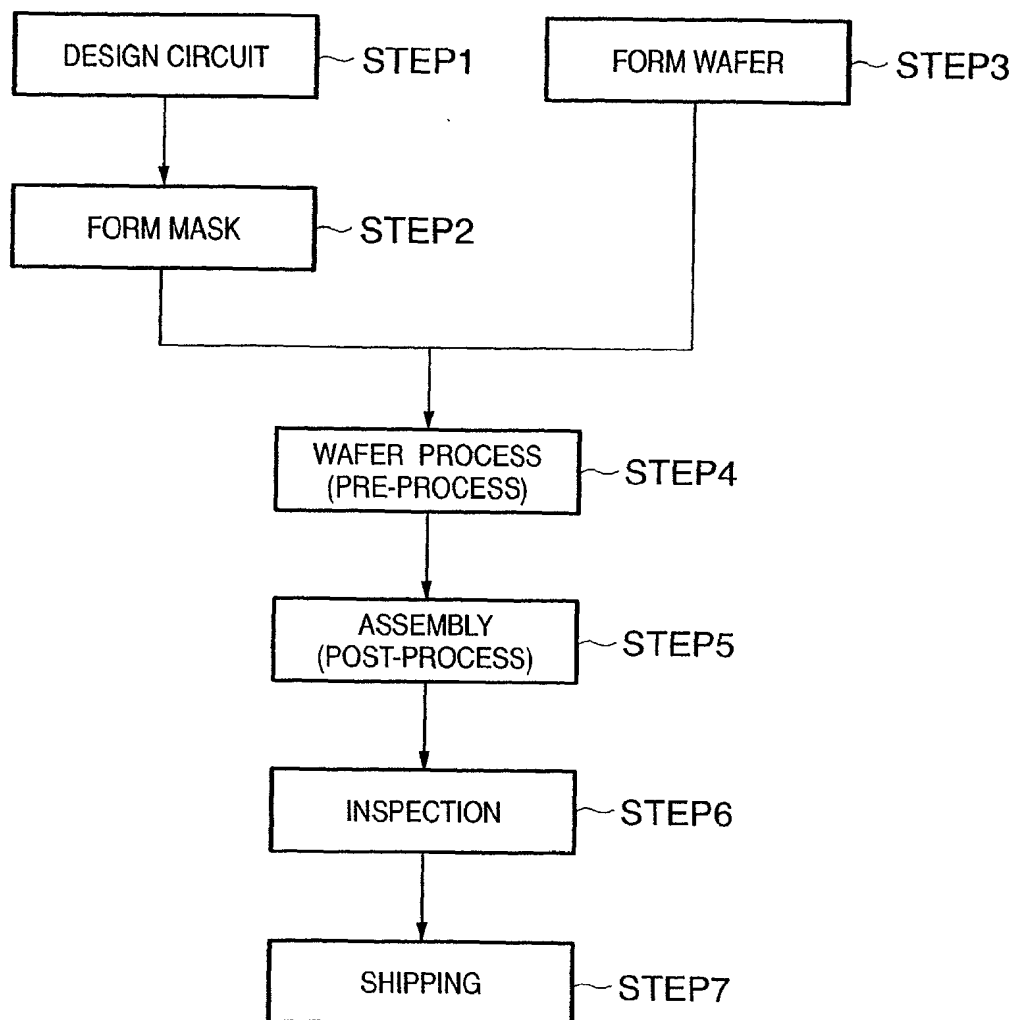 DESIGN CIRCUIT
STEP1
FORM WAFER
STEP3
FORM MASK
STEP2
WAFER PROCESS
(PRE-PROCESS)
STEP4
ASSEMBLY
(POST-PROCESS)
STEP5
INSPECTION
STEP6
SHIPPING
STEP7